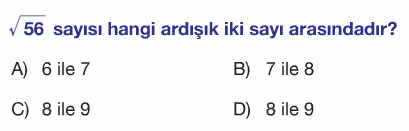 √56 sayısı hangi ardışık iki sayı arasındadır?
A) 6 ile 7 B) 7 ile 8
C) 8 ile 9 D) 8 ile 9